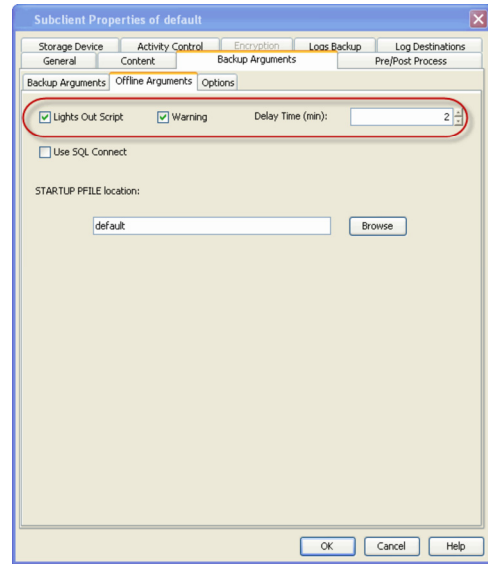 Subclient Properties of default
Storage Device Activity Control Encryption Logs Backup Log Destinations
General Content Backup Arguments Pre/Post Process
Backup Arguments Offline Arguments Options
Lights Out Script Warning Delay Time (min): 2
Use SQL Connect
STARTUP PFILE location:
default Browse
OK Cancel Help